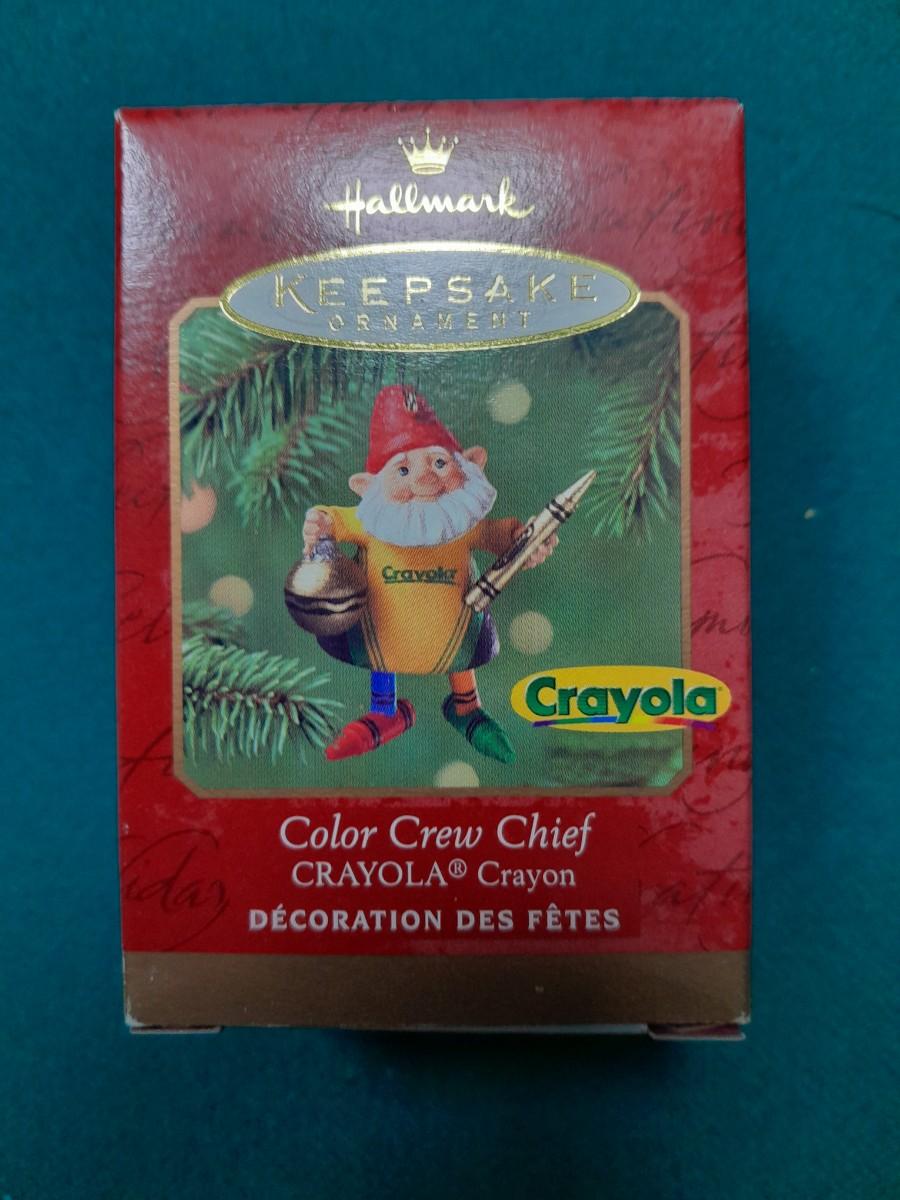 Hallmark
KEEPSAKE
ORNAMENT
Crayola
Crayola
Color Crew Chief
CRAYOLA® Crayon
DÉCORATION DES FÊTES